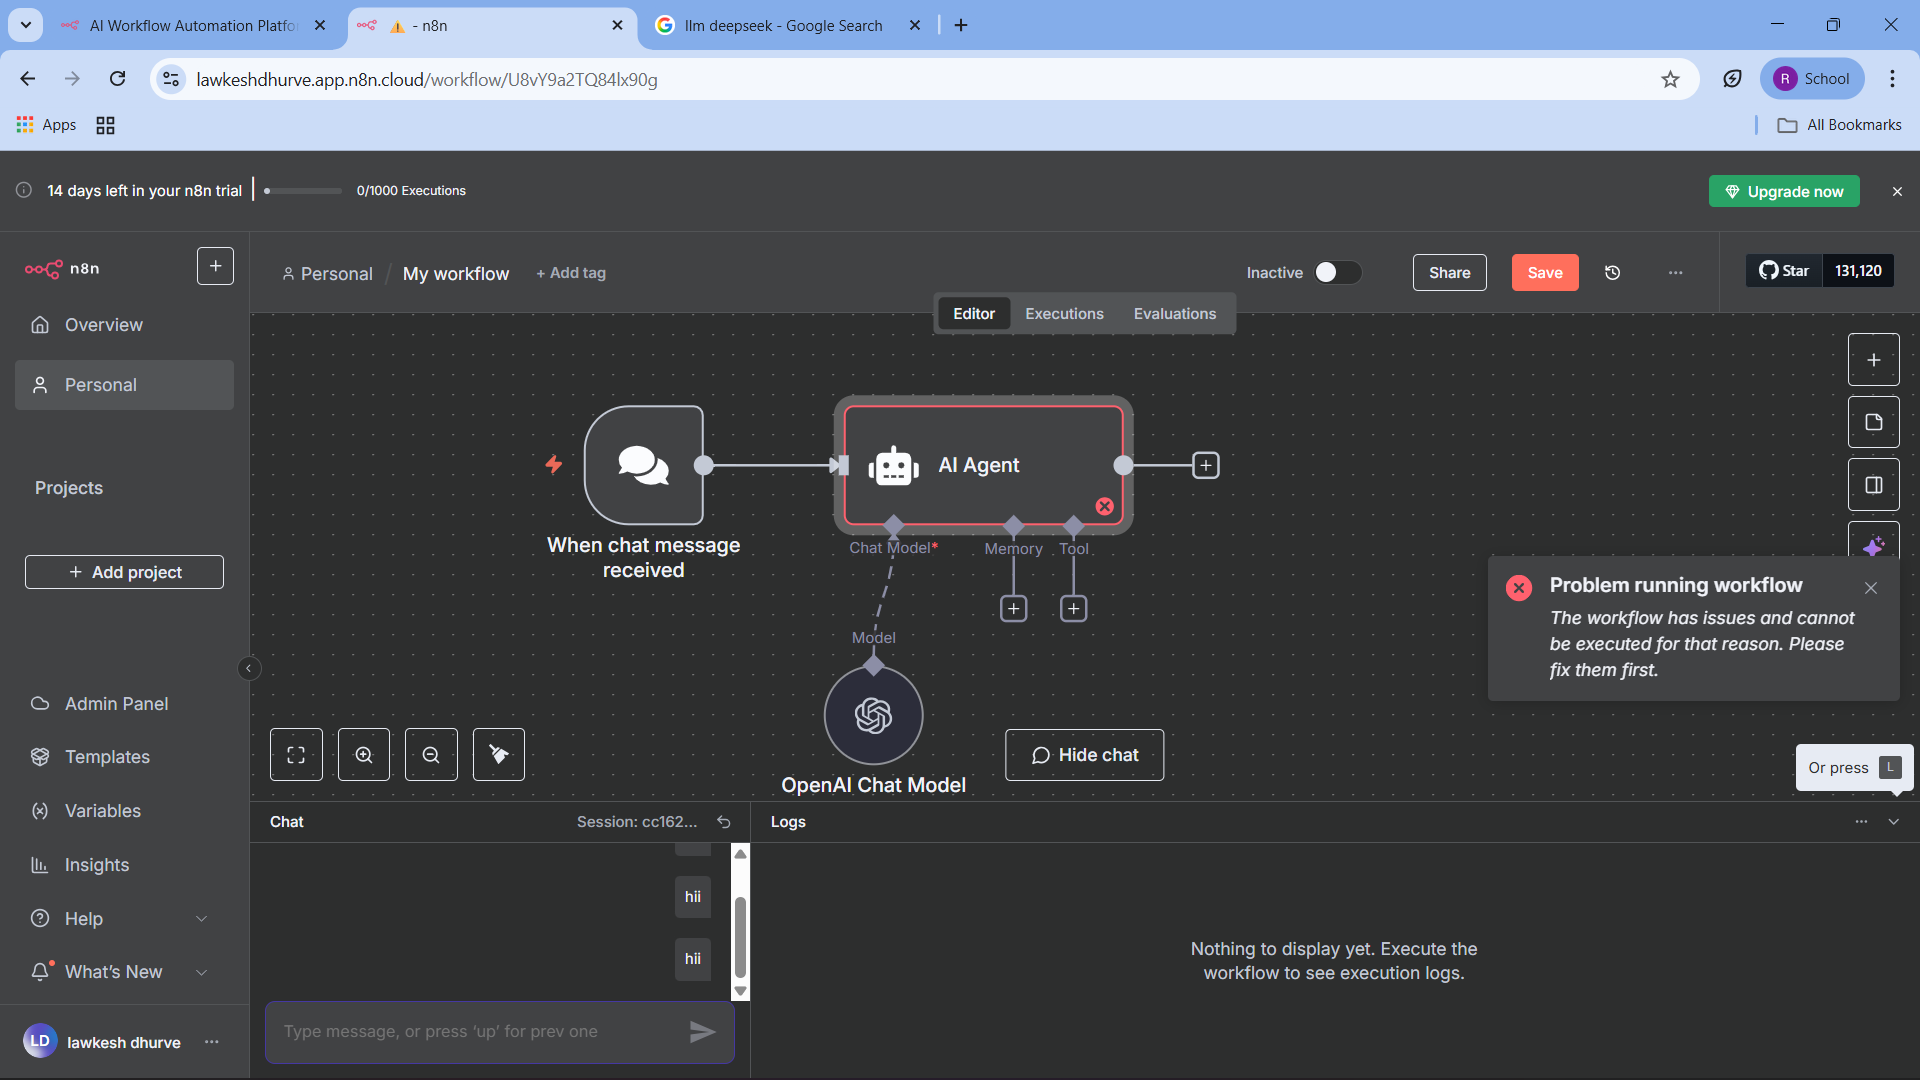 AI Workflow Automation Platfo
- n8n
llm deepseek - Google Search
lawkeshdhurve.app.n8n.cloud/workflow/U8vY9a2TQ84lx90g
R School
Apps
All Bookmarks
14 days left in your n8n trial
0/1000 Executions
Upgrade now
n8n
Personal / My workflow
+ Add tag
Inactive
Share
Save
Star
131,120
Editor
Executions
Evaluations
Overview
Personal
Projects
+ Add project
Admin Panel
Templates
Variables
Insights
Help
What's New
LD
lawkesh dhurve
When chat message
received
AI Agent
Chat Model*
Memory
Tool
Model
OpenAI Chat Model
Hide chat
Problem running workflow
The workflow has issues and cannot
be executed for that reason. Please
fix them first.
Or press L
Chat
Session: cc162...
hii
hii
Type message, or press 'up' for prev one
Logs
Nothing to display yet. Execute the
workflow to see execution logs.